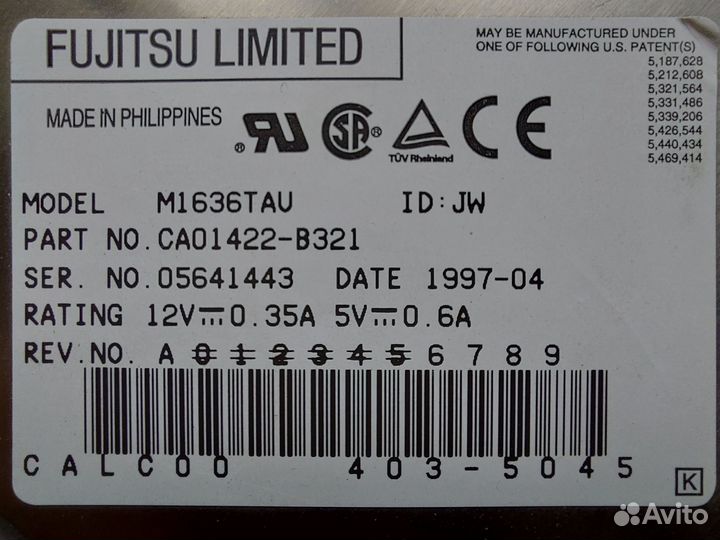 FUJITSU LIMITED
MAY BE MANUFACTURED UNDER
ONE OF FOLLOWING U.S. PATENT(S)
5,187,628
5,212,608
5,321,564
5,331,486
5,339,206
5,426,544
5,440,434
5,469,414
MADE IN PHILIPPINES
RU ® SA ® TÜV Rheinland CE
MODEL M1636TAU ID:JW
PART NO. CA01422-B321
SER. NO. 05641443 DATE 1997-04
RATING 12V 0.35A 5V 0.6A
REV.NO. A 0 1 2 3 4 5 6 7 8 9
CALC00 403-5045
K
Avito